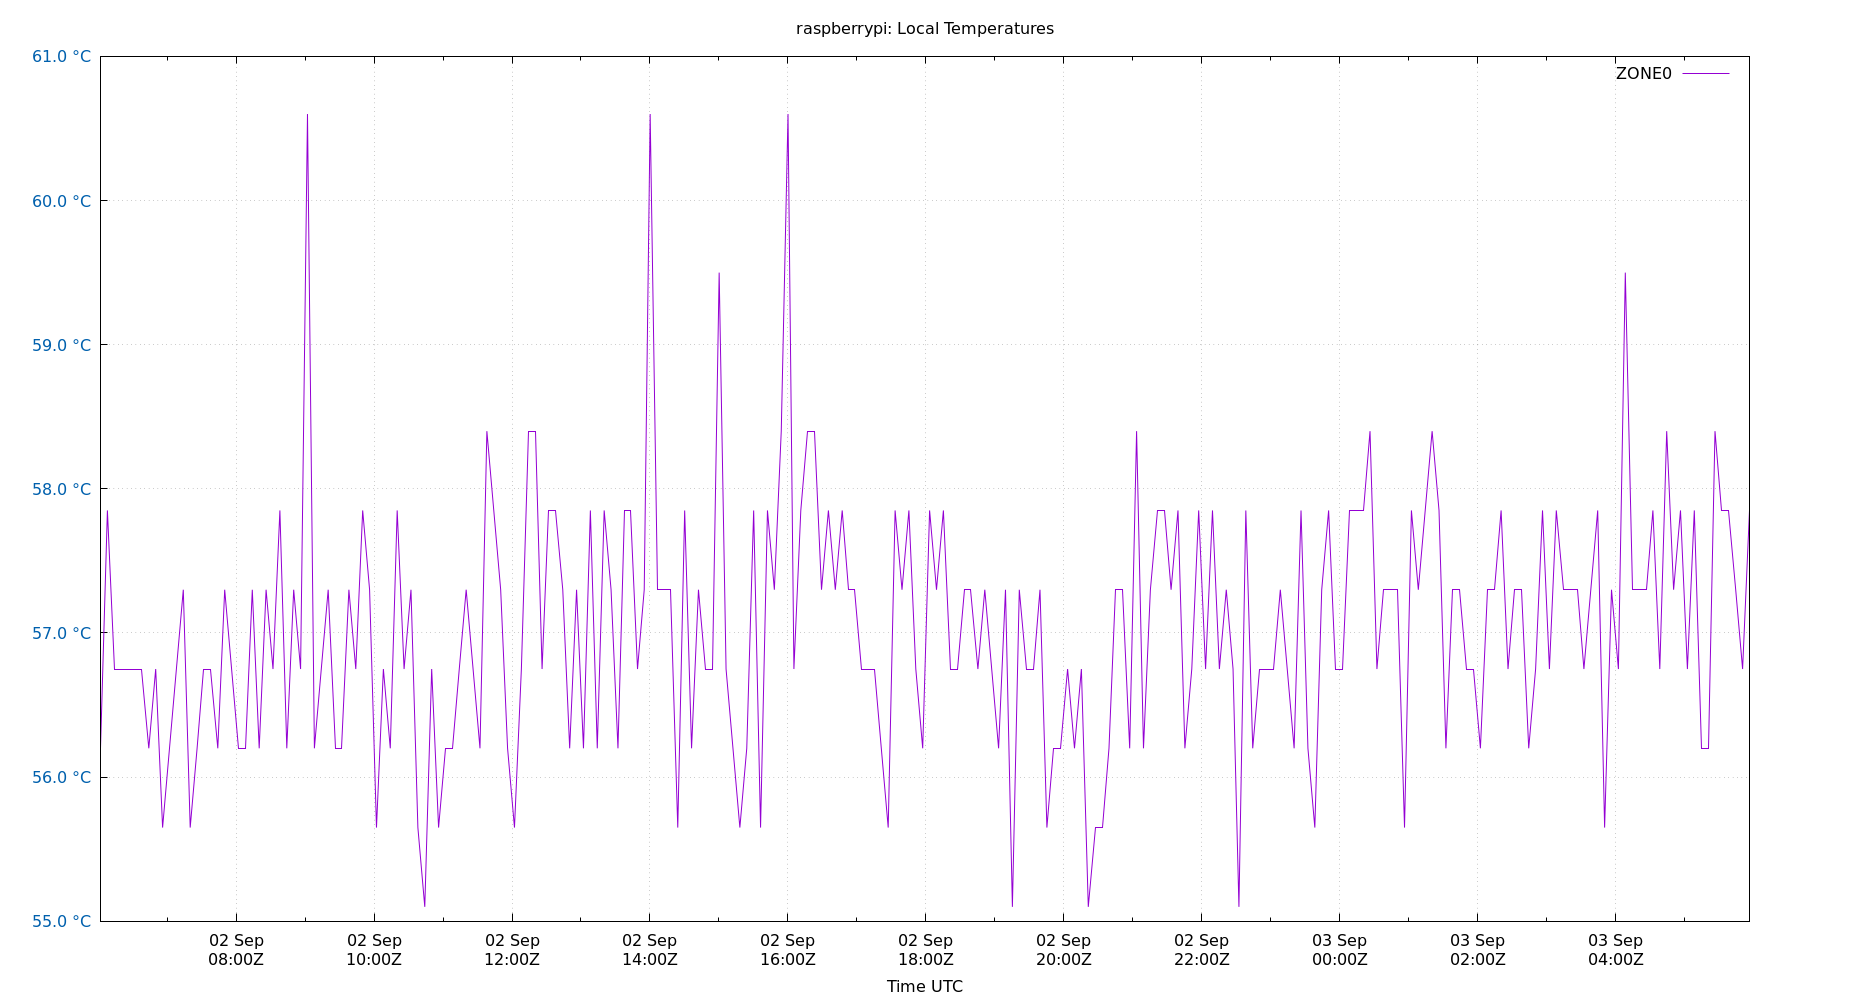 raspberrypi: Local Temperatures
61.0 °C
ZONE0
60.0 °C
59.0 °C
58.0 °C
57.0 °C
56.0 °C
55.0 °C
02 Sep 02 Sep 02 Sep 02 Sep 02 Sep 02 Sep 02 Sep 02 Sep 03 Sep 03 Sep 03 Sep
08:00Z 10:00Z 12:00Z 14:00Z 16:00Z 18:00Z 20:00Z 22:00Z 00:00Z 02:00Z 04:00Z
Time UTC